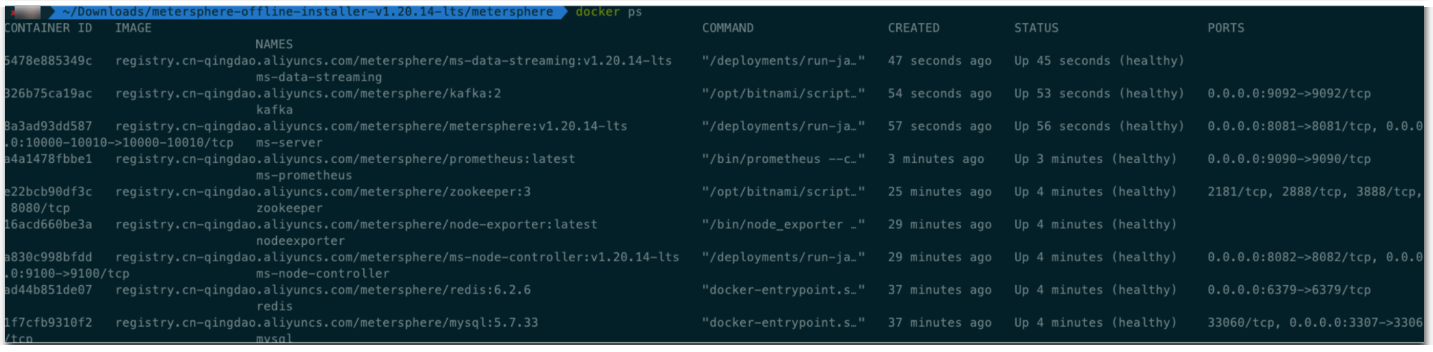 ~/Downloads/metersphere-offline-installer-v1.20.14-lts/metersphere docker ps
CONTAINER ID IMAGE COMMAND CREATED STATUS PORTS
NAMES
5478e885349c registry.cn-qingdao.aliyuncs.com/metersphere/ms-data-streaming:v1.20.14-lts "/deployments/run-ja…" 47 seconds ago Up 45 seconds (healthy)
ms-data-streaming
326b75ca19ac registry.cn-qingdao.aliyuncs.com/metersphere/kafka:2 "/opt/bitnami/script…" 54 seconds ago Up 53 seconds (healthy) 0.0.0.0:9092->9092/tcp
kafka
8a3ad93dd587 registry.cn-qingdao.aliyuncs.com/metersphere/metersphere:v1.20.14-lts "/deployments/run-ja…" 57 seconds ago Up 56 seconds (healthy) 0.0.0.0:8081->8081/tcp, 0.0.0
.0:10000-10010->10000-10010/tcp ms-server
a4a1478fbbe1 registry.cn-qingdao.aliyuncs.com/metersphere/prometheus:latest "/bin/prometheus --c…" 3 minutes ago Up 3 minutes (healthy) 0.0.0.0:9090->9090/tcp
ms-prometheus
e22bcb90df3c registry.cn-qingdao.aliyuncs.com/metersphere/zookeeper:3 "/opt/bitnami/script…" 25 minutes ago Up 4 minutes (healthy) 2181/tcp, 2888/tcp, 3888/tcp,
8080/tcp zookeeper
16acd660be3a registry.cn-qingdao.aliyuncs.com/metersphere/node-exporter:latest "/bin/node_exporter …" 29 minutes ago Up 4 minutes (healthy)
nodeexporter
a830c998bfdd registry.cn-qingdao.aliyuncs.com/metersphere/ms-node-controller:v1.20.14-lts "/deployments/run-ja…" 29 minutes ago Up 4 minutes (healthy) 0.0.0.0:8082->8082/tcp, 0.0.0
.0:9100->9100/tcp ms-node-controller
ad44b851de07 registry.cn-qingdao.aliyuncs.com/metersphere/redis:6.2.6 "docker-entrypoint.s…" 37 minutes ago Up 4 minutes (healthy) 0.0.0.0:6379->6379/tcp
redis
1f7cfb9310f2 registry.cn-qingdao.aliyuncs.com/metersphere/mysql:5.7.33 "docker-entrypoint.s…" 37 minutes ago Up 4 minutes (healthy) 33060/tcp, 0.0.0.0:3307->3306
/tcp mysql